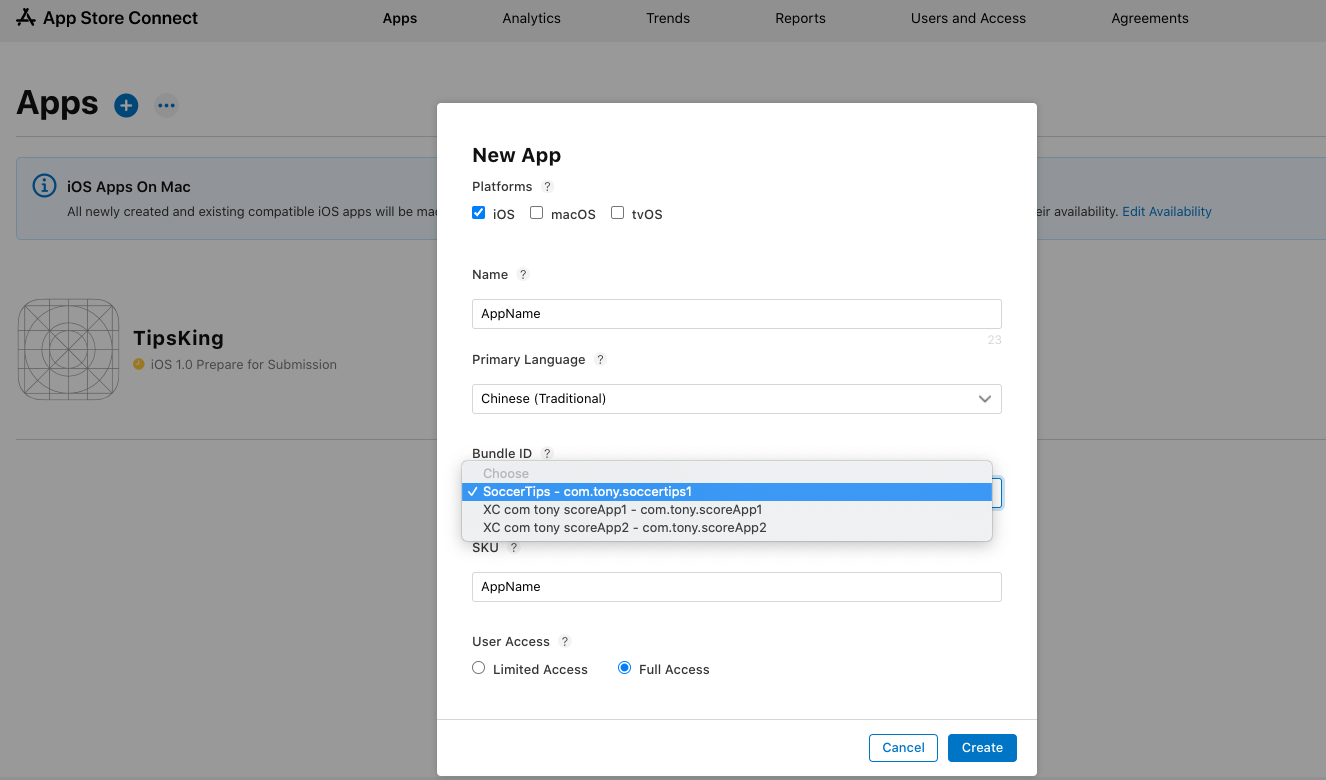 App Store Connect Apps Analytics Trends Reports Users and Access Agreements
Apps
iOS Apps On Mac
All newly created and existing compatible iOS apps will be
eir availability. Edit Availability
TipsKing
iOS 1.0 Prepare for Submission
New App
Platforms ?
iOS macOS tvOS
Name ?
AppName
23
Primary Language ?
Chinese (Traditional)
Bundle ID ?
Choose
✓ SoccerTips - com.tony.soccertips1
XC com tony scoreApp1 - com.tony.scoreApp1
XC com tony scoreApp2 - com.tony.scoreApp2
SKU ?
AppName
User Access ?
Limited Access Full Access
Cancel Create